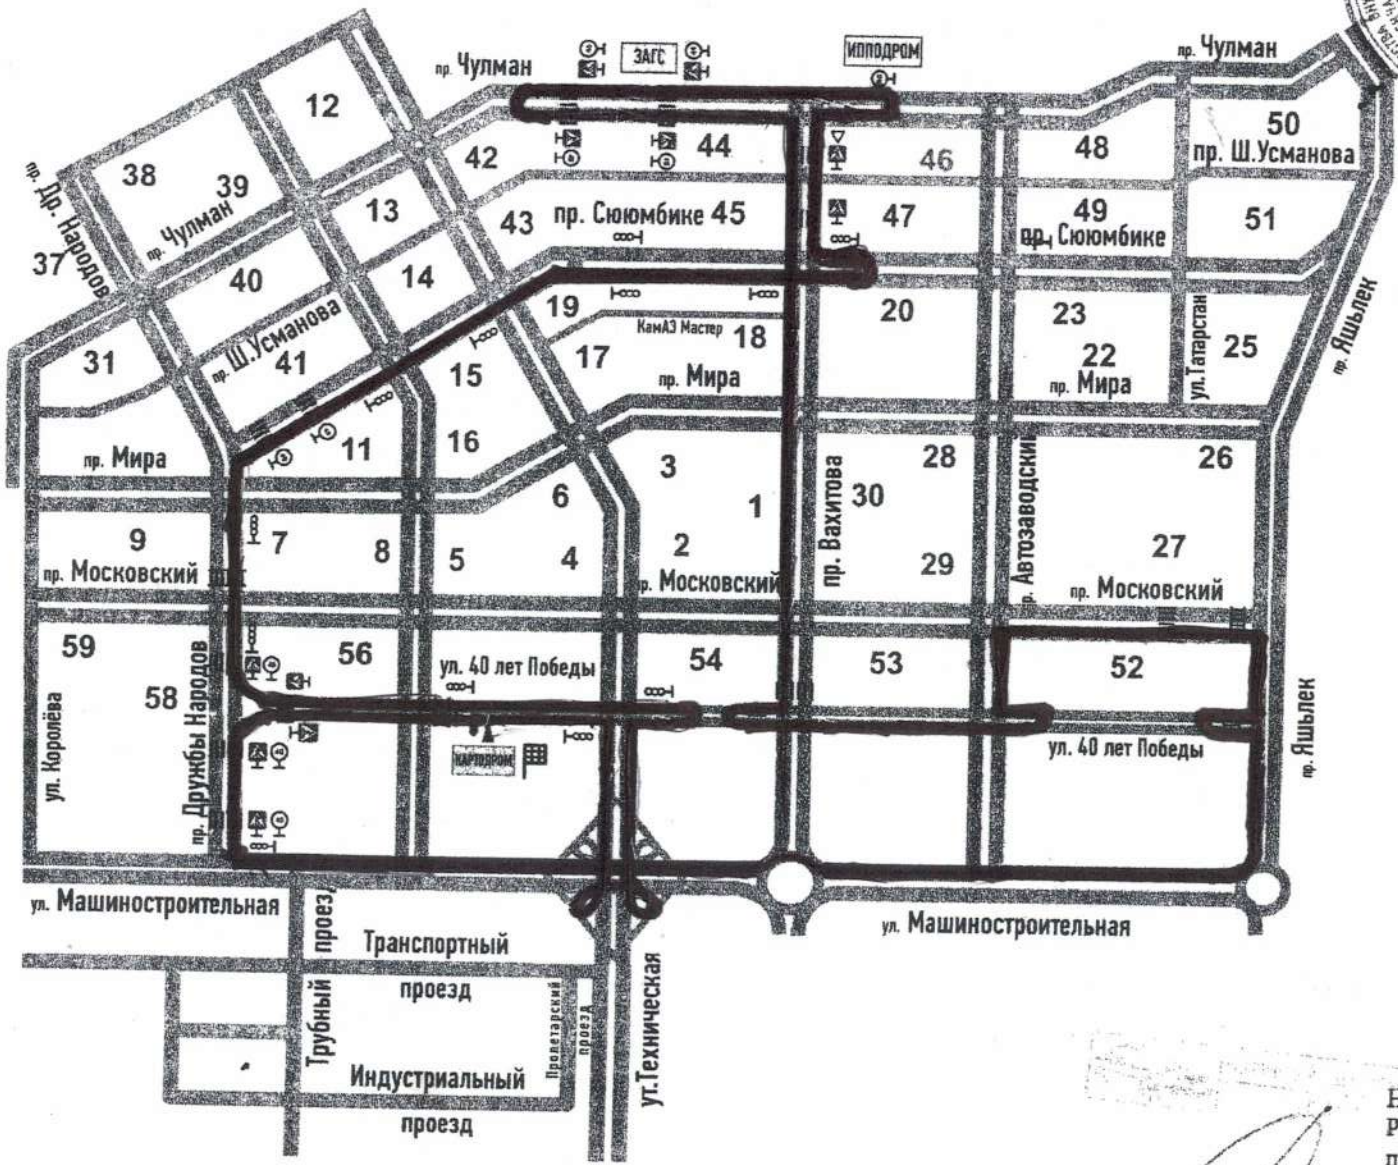 пр. Чулман
ЗАГС
ИППОДРОМ
пр. Чулман
12
42
44
46
48
50
пр. Ш.Усманова
38
39
пр. Др. Народов
пр. Чулман
13
43
пр. Сююмбике
45
47
49
пр. Сююмбике
51
37
40
14
пр. Ш.Усманова
41
31
19
КамАЗ Мастер
18
17
15
20
23
22
ул.Татарстан
25
пр. Яшьлек
пр. Мира
пр. Мира
пр. Мира
11
16
3
1
6
28
26
пр. Вахитова
30
пр. Автозаводский
9
7
8
5
4
2
29
27
пр. Московский
пр. Московский
пр. Московский
59
58
56
ул. 40 лет Победы
54
53
52
ул. Королёва
пр. Дружбы Народов
КАРТОДРОМ
ул. 40 лет Победы
пр. Яшьлек
ул. Машиностроительная
ул. Машиностроительная
Трубный проезд
Транспортный
проезд
Пролетарский
проезд
ут.Техническая
Индустриальный
проезд